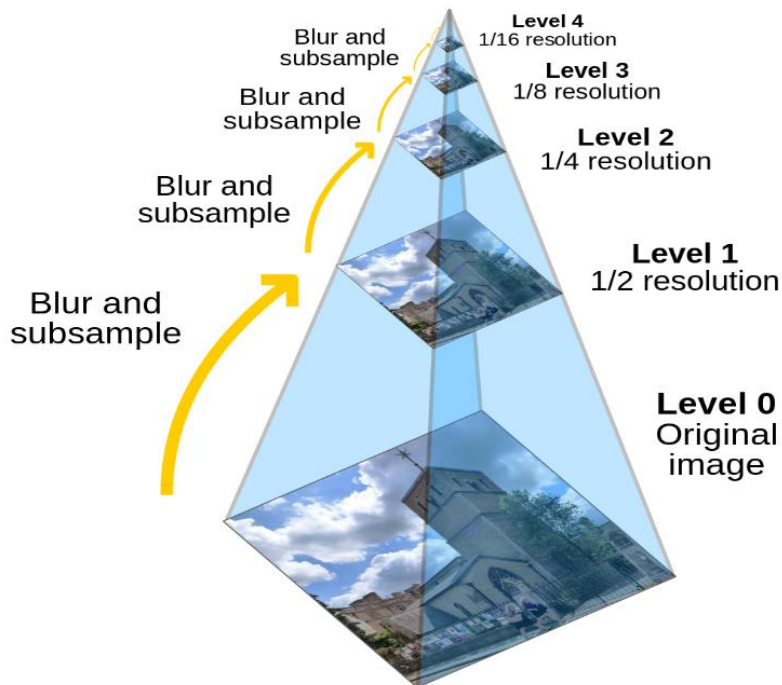 Level 4
1/16 resolution
Blur and
subsample
Level 3
1/8 resolution
Blur and
subsample
Level 2
1/4 resolution
Blur and
subsample
Level 1
1/2 resolution
Blur and
subsample
Level 0
Original
image